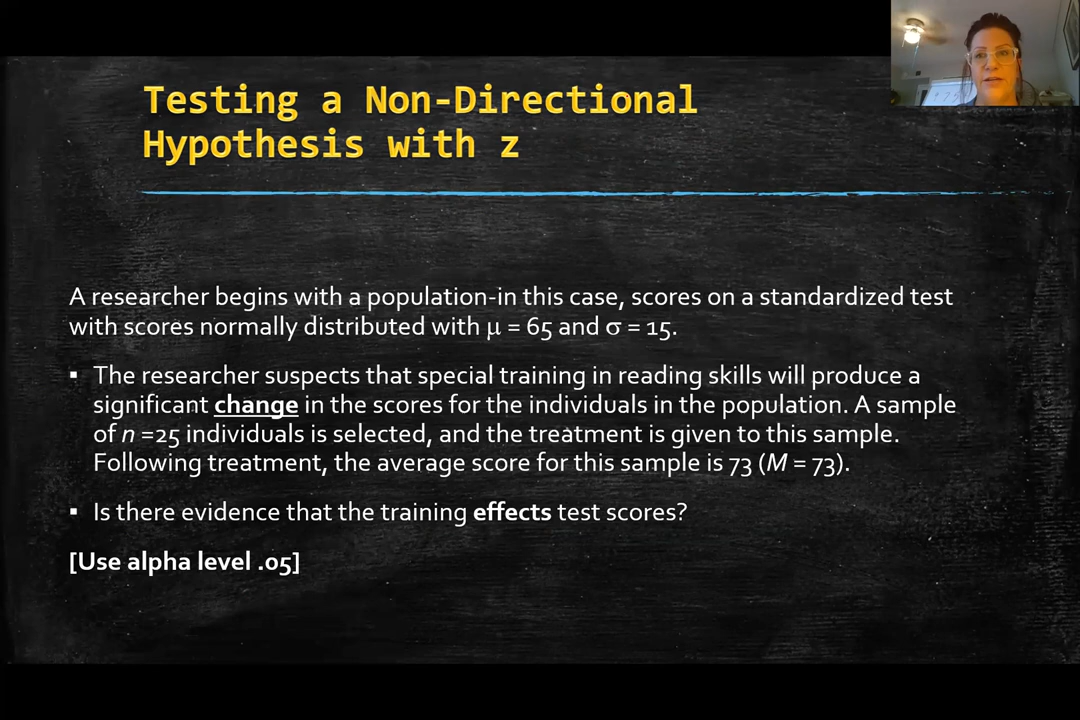 Testing a Non-Directional
Hypothesis with z
A researcher begins with a population-in this case, scores on a standardized test
with scores normally distributed with μ = 65 and σ = 15.
▪ The researcher suspects that special training in reading skills will produce a
significant change in the scores for the individuals in the population. A sample
of n =25 individuals is selected, and the treatment is given to this sample.
Following treatment, the average score for this sample is 73 (M = 73).
▪ Is there evidence that the training effects test scores?
[Use alpha level .05]